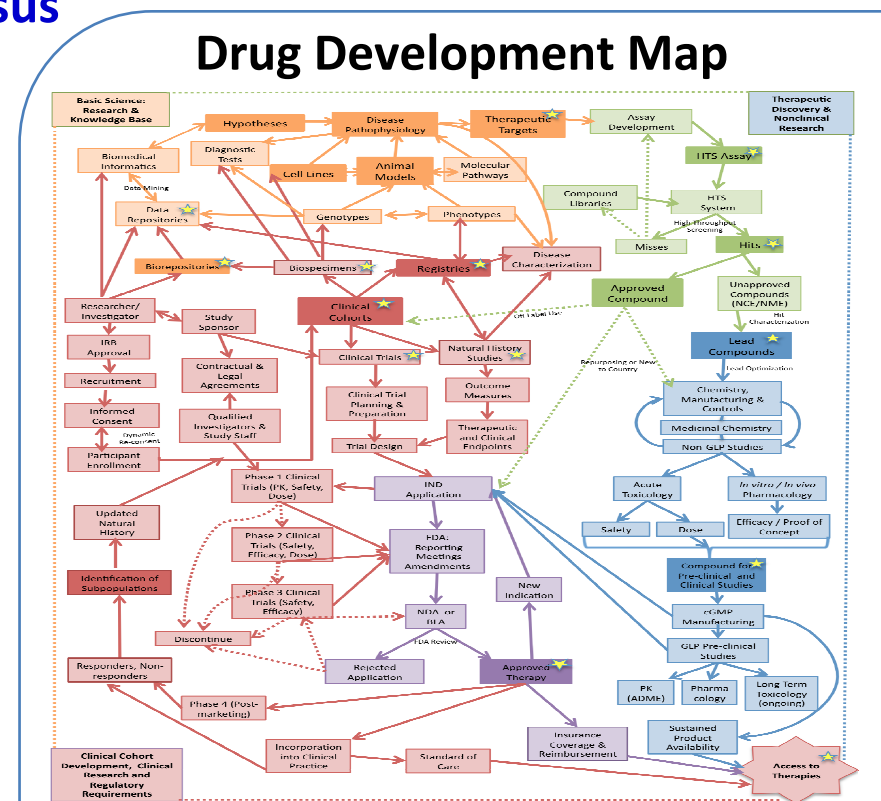 sus
Drug Development Map
Basic Science:
Research &
Knowledge Base
Therapeutic
Discovery &
Nonclinical
Research
Hypotheses
Disease
Pathophysiology
Therapeutic
Targets
Assay
Development
Diagnostic
Tests
Biomedical
Informatics
HTS Assay
Cell Lines
Animal
Models
Molecular
Pathways
Data Mining
Compound
Libraries
HTS
System
Data
Repositories
Genotypes
Phenotypes
High Throughput
Screening
Misses
Hits
Biorepositories
Biospecimens
Registries
Disease
Characterization
Approved
Compound
Unapproved
Compounds
(NCE/NME)
Researcher/
Investigator
Study
Sponsor
Clinical
Cohorts
Off Label Use
Hit
Characterization
IRB
Approval
Clinical Trials
Natural History
Studies
Lead
Compounds
Repurposing or New
to Country
Lead Optimization
Recruitment
Contractual &
Legal
Agreements
Clinical Trial
Planning &
Preparation
Outcome
Measures
Chemistry,
Manufacturing &
Controls
Informed
Consent
Qualified
Investigators &
Study Staff
Medicinal Chemistry
Dynamic
Re-consent
Trial Design
Therapeutic
and Clinical
Endpoints
Non-GLP Studies
Participant
Enrollment
Phase 1 Clinical
Trials (PK, Safety,
Dose)
IND
Application
Acute
Toxicology
In vitro / In vivo
Pharmacology
Updated
Natural
History
Phase 2 Clinical
Trials (Safety,
Efficacy, Dose)
FDA:
Reporting
Meetings
Amendments
Safety
Dose
Efficacy / Proof of
Concept
Identification of
Subpopulations
Phase 3 Clinical
Trials (Safety,
Efficacy)
New
Indication
Compound for
Pre-clinical and
Clinical Studies
NDA or
BLA
cGMP
Manufacturing
Discontinue
FDA Review
GLP Pre-clinical
Studies
Responders, Non-
responders
Rejected
Application
Approved
Therapy
PK
(ADME)
Pharma
cology
Long Term
Toxicology
(ongoing)
Phase 4 (Post-
marketing)
Incorporation
into Clinical
Practice
Standard of
Care
Insurance
Coverage &
Reimbursement
Sustained
Product
Availability
Clinical Cohort
Development, Clinical
Research and
Regulatory
Requirements
Access to
Therapies